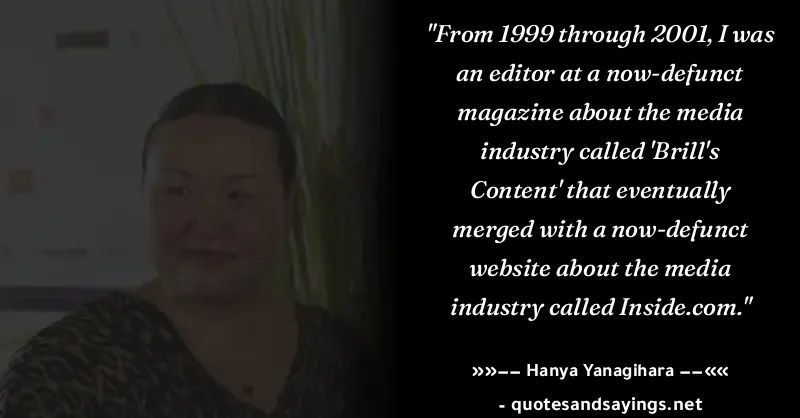 "From 1999 through 2001, I was
an editor at a now-defunct
magazine about the media
industry called 'Brill's
Content' that eventually
merged with a now-defunct
website about the media
industry called Inside.com."
»»−− Hanya Yanagihara −−««
- quotesandsayings.net